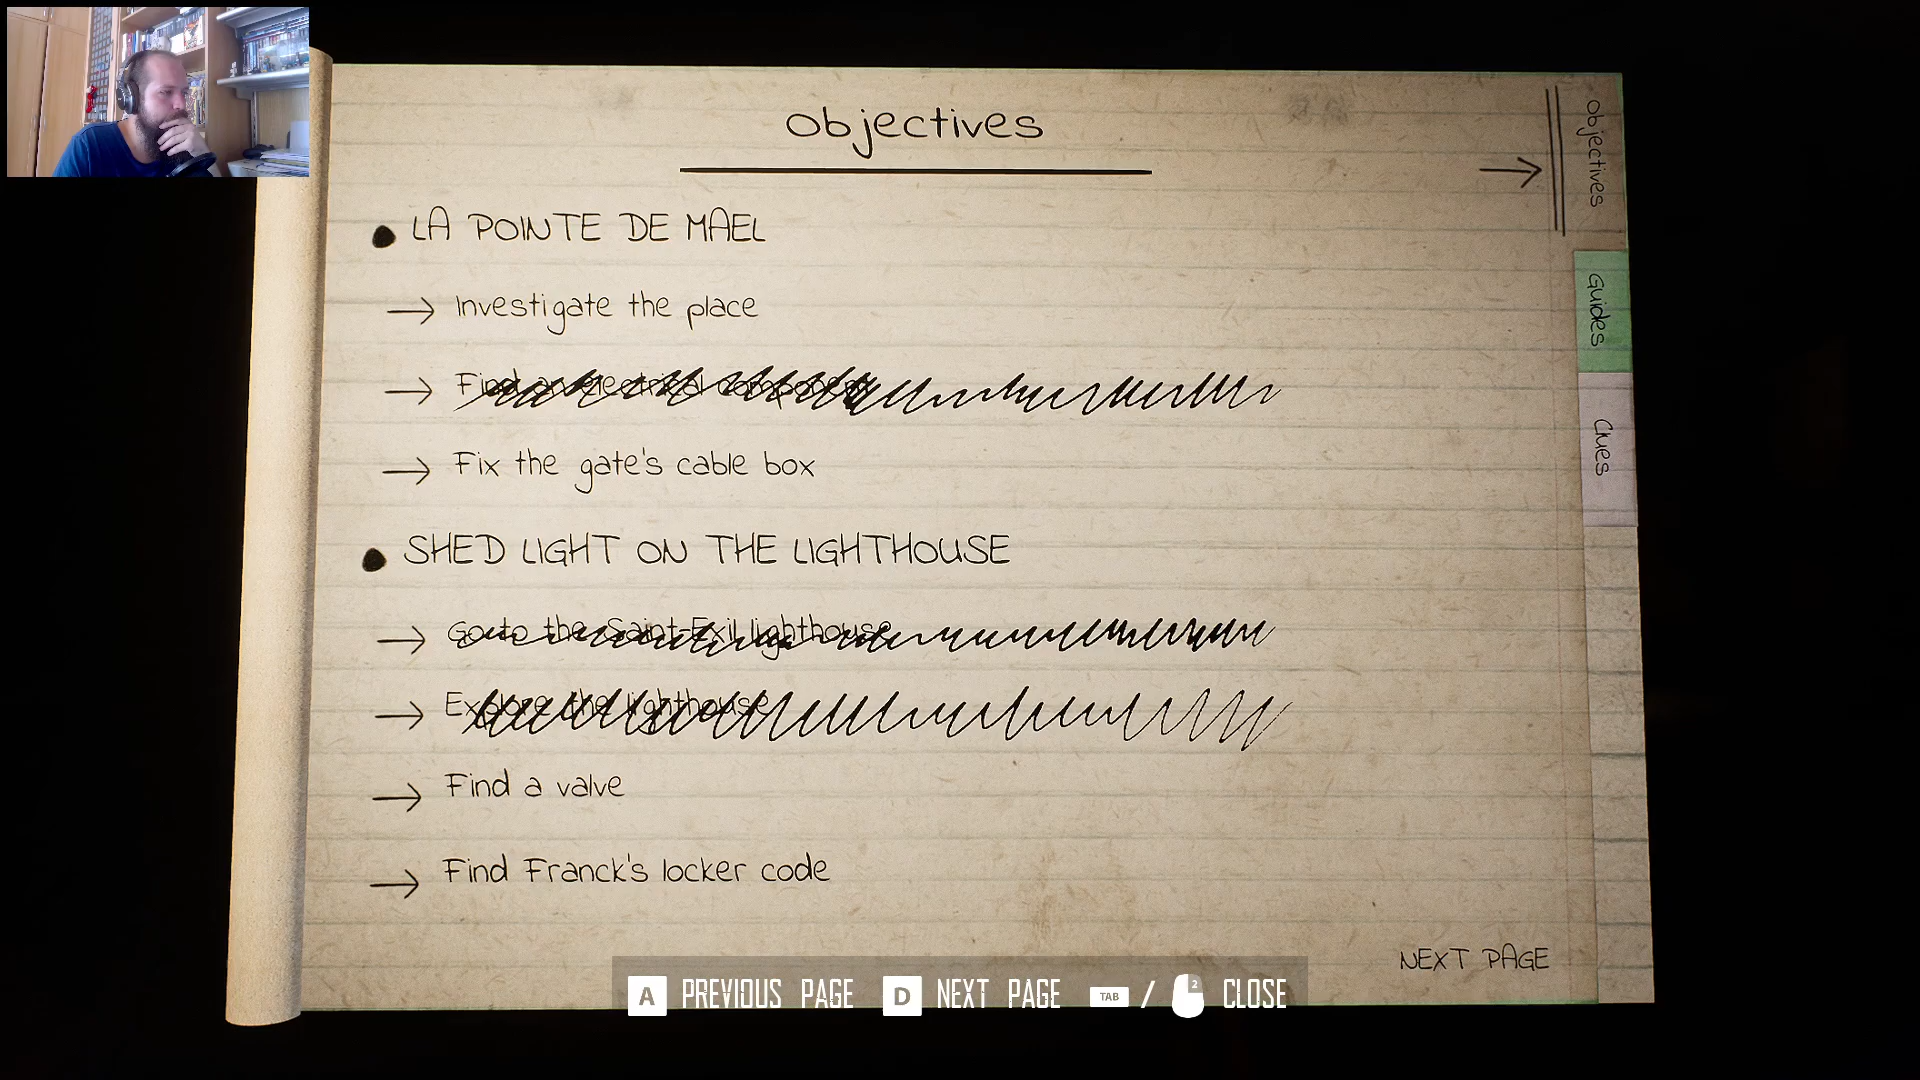 Objectives
LA POINTE DE MAEL
Investigate the place
Find an electrical component
Fix the gate's cable box
SHED LIGHT ON THE LIGHTHOUSE
Go to the Saint-Exil lighthouse
Explore the lighthouse
Find a valve
Find Franck's locker code
NEXT PAGE
Objectives
Guides
Clues
A PREVIOUS PAGE D NEXT PAGE TAB / 2 CLOSE